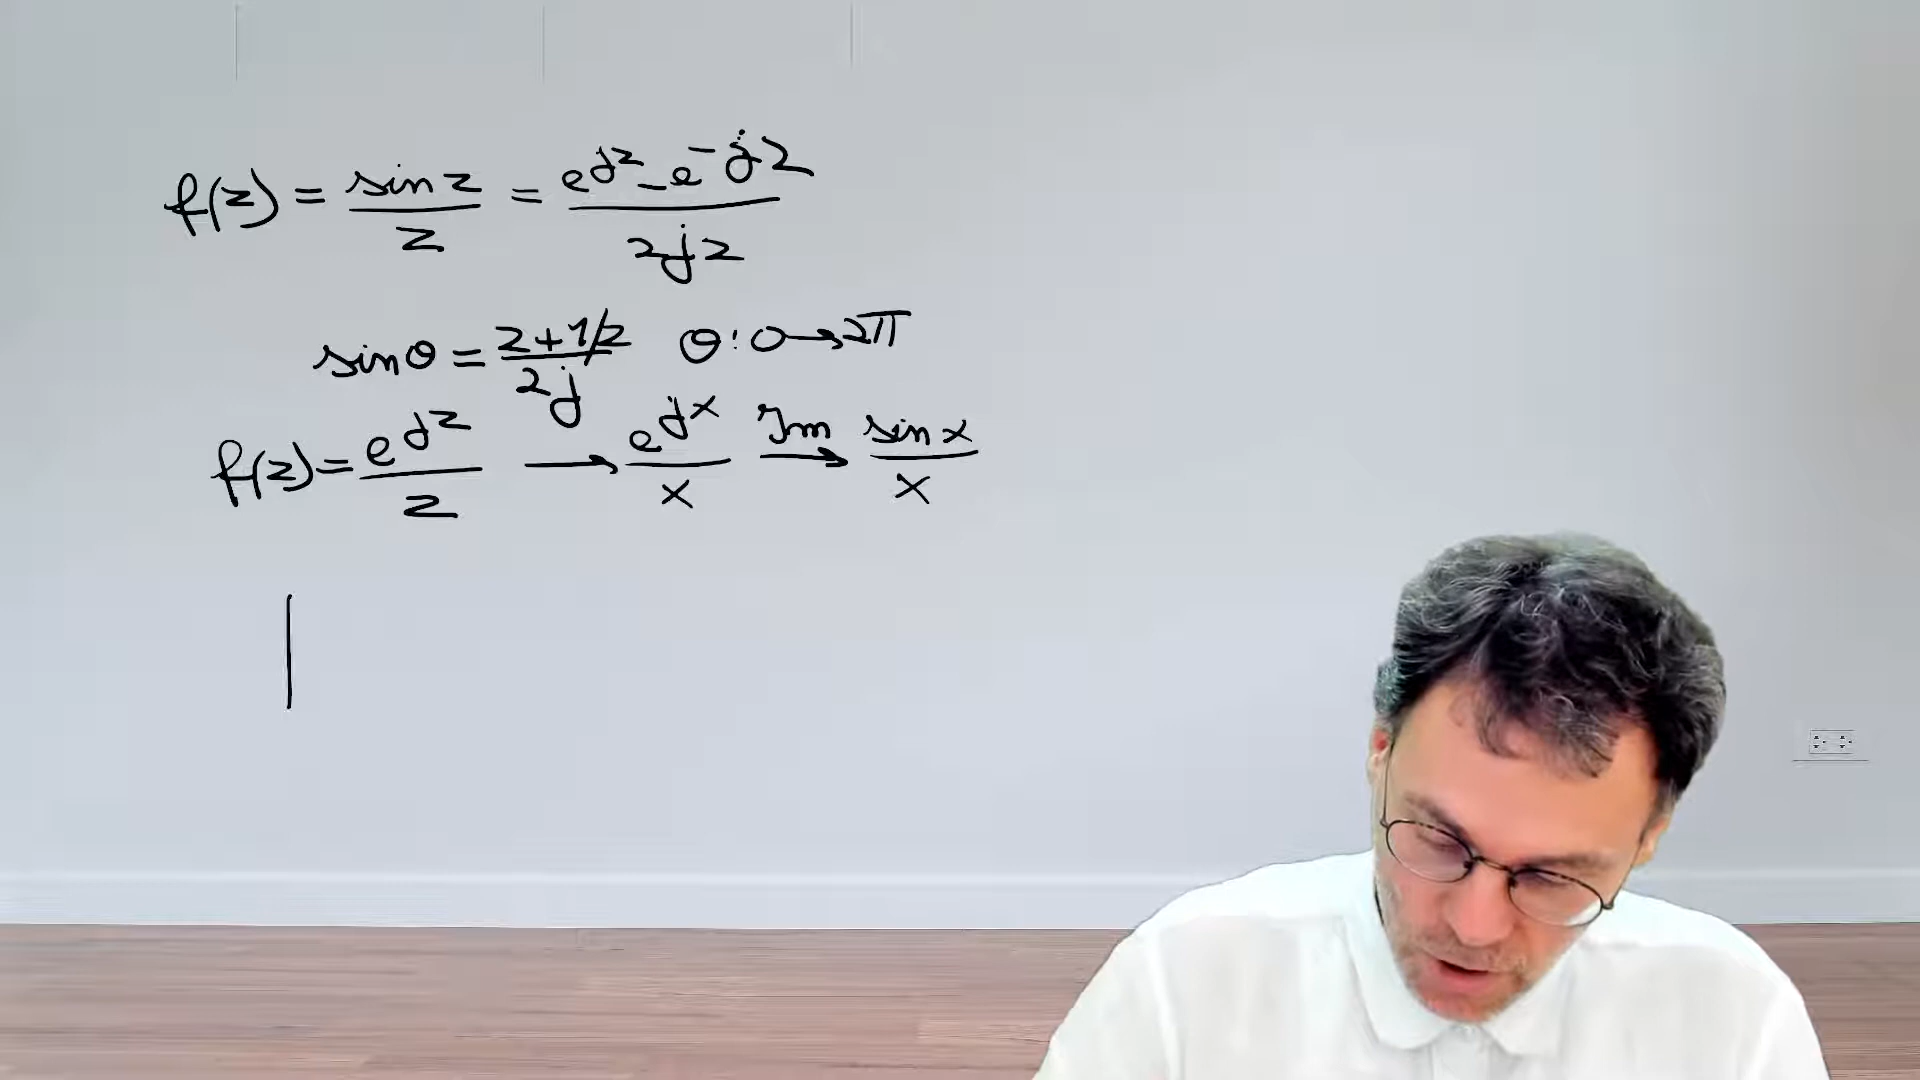 f(z) = sin z / z = (e^{jz} - e^{-jz}) / 2jz
sin θ = (z + 1/z) / 2j θ: 0 → 2π
f(z) = e^{jz} / z → e^{jx} / x Im → sin x / x